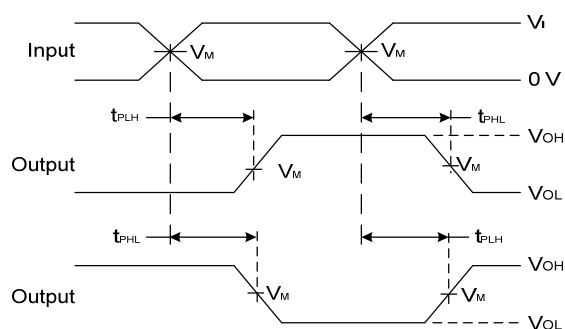 VI
Input VM VM
0 V
tPLH tPHL
VOH
Output VM VM
VOL
tPHL tPLH
VOH
Output VM VM
VOL